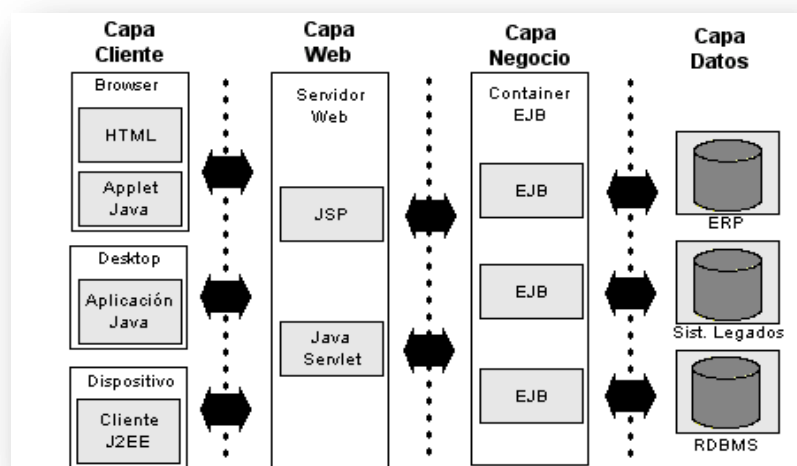 Capa
Cliente
Capa
Web
Capa
Negocio
Capa
Datos
Browser
HTML
Applet
Java
Desktop
Aplicación
Java
Dispositivo
Cliente
J2EE
Servidor
Web
JSP
Java
Servlet
Container
EJB
EJB
EJB
EJB
ERP
Sist. Legados
RDBMS